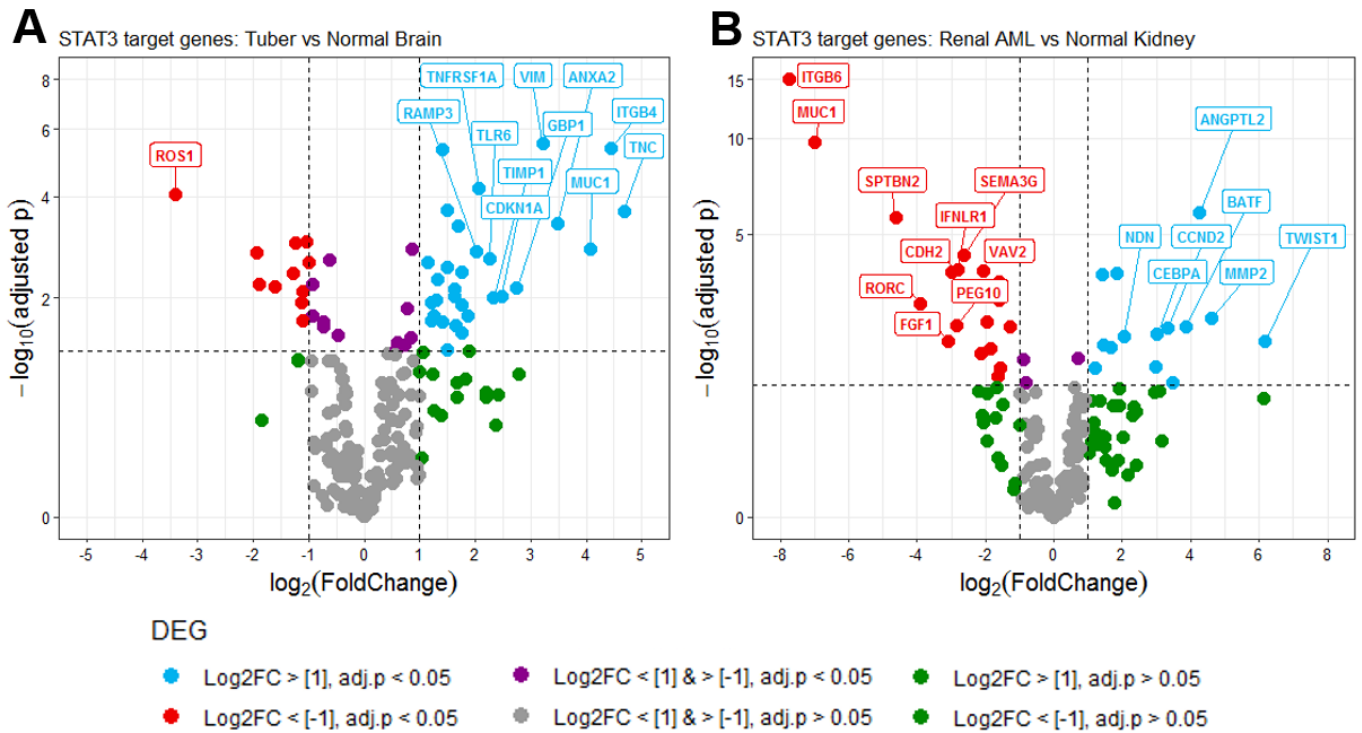 A
STAT3 target genes: Tuber vs Normal Brain
TNFRSF1A
VIM
ANXA2
RAMP3
GBP1
ITGB4
TLR6
TNC
ROS1
TIMP1
MUC1
CDKN1A
8
6
4
2
0
− log10(adjusted p)
-5 -4 -3 -2 -1 0 1 2 3 4 5
log2(FoldChange)
B
STAT3 target genes: Renal AML vs Normal Kidney
ITGB6
MUC1
ANGPTL2
SPTBN2
SEMA3G
BATF
IFNLR1
NDN
CCND2
TWIST1
CDH2
VAV2
CEBPA
MMP2
RORC
PEG10
FGF1
15
10
5
0
− log10(adjusted p)
-8 -6 -4 -2 0 2 4 6 8
log2(FoldChange)
DEG
Log2FC > [1], adj.p < 0.05
Log2FC < [1] & > [-1], adj.p < 0.05
Log2FC > [1], adj.p > 0.05
Log2FC < [-1], adj.p < 0.05
Log2FC < [1] & > [-1], adj.p > 0.05
Log2FC < [-1], adj.p > 0.05